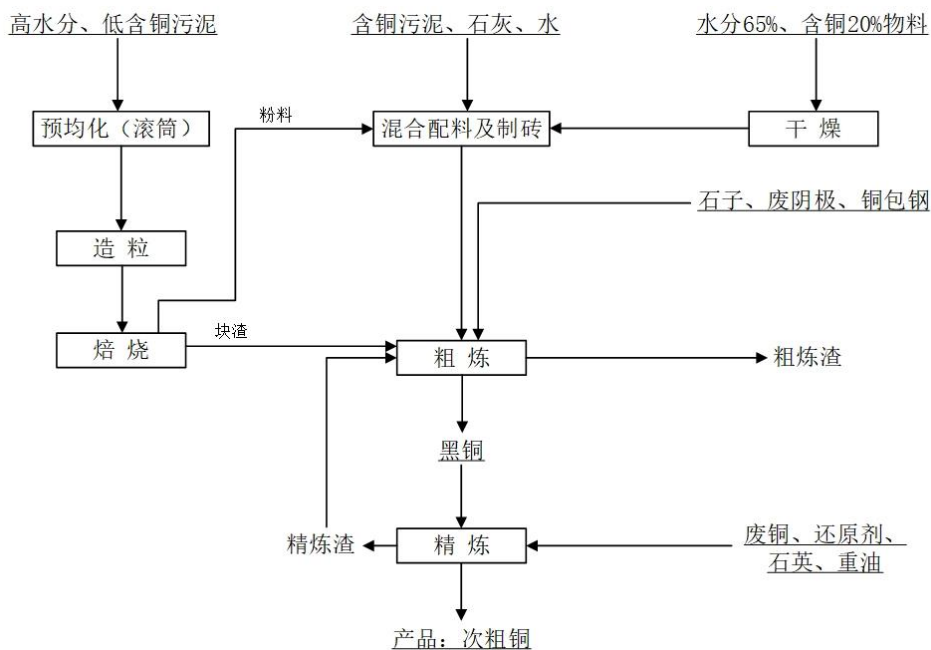 高水分、低含铜污泥
含铜污泥、石灰、水
水分65%、含铜20%物料
预均化（滚筒）
粉料
混合配料及制砖
干 燥
石子、废阴极、铜包钢
造 粒
焙 烧
块渣
粗 炼
粗炼渣
黑铜
精炼渣
精 炼
废铜、还原剂、
石英、重油
产品：次粗铜